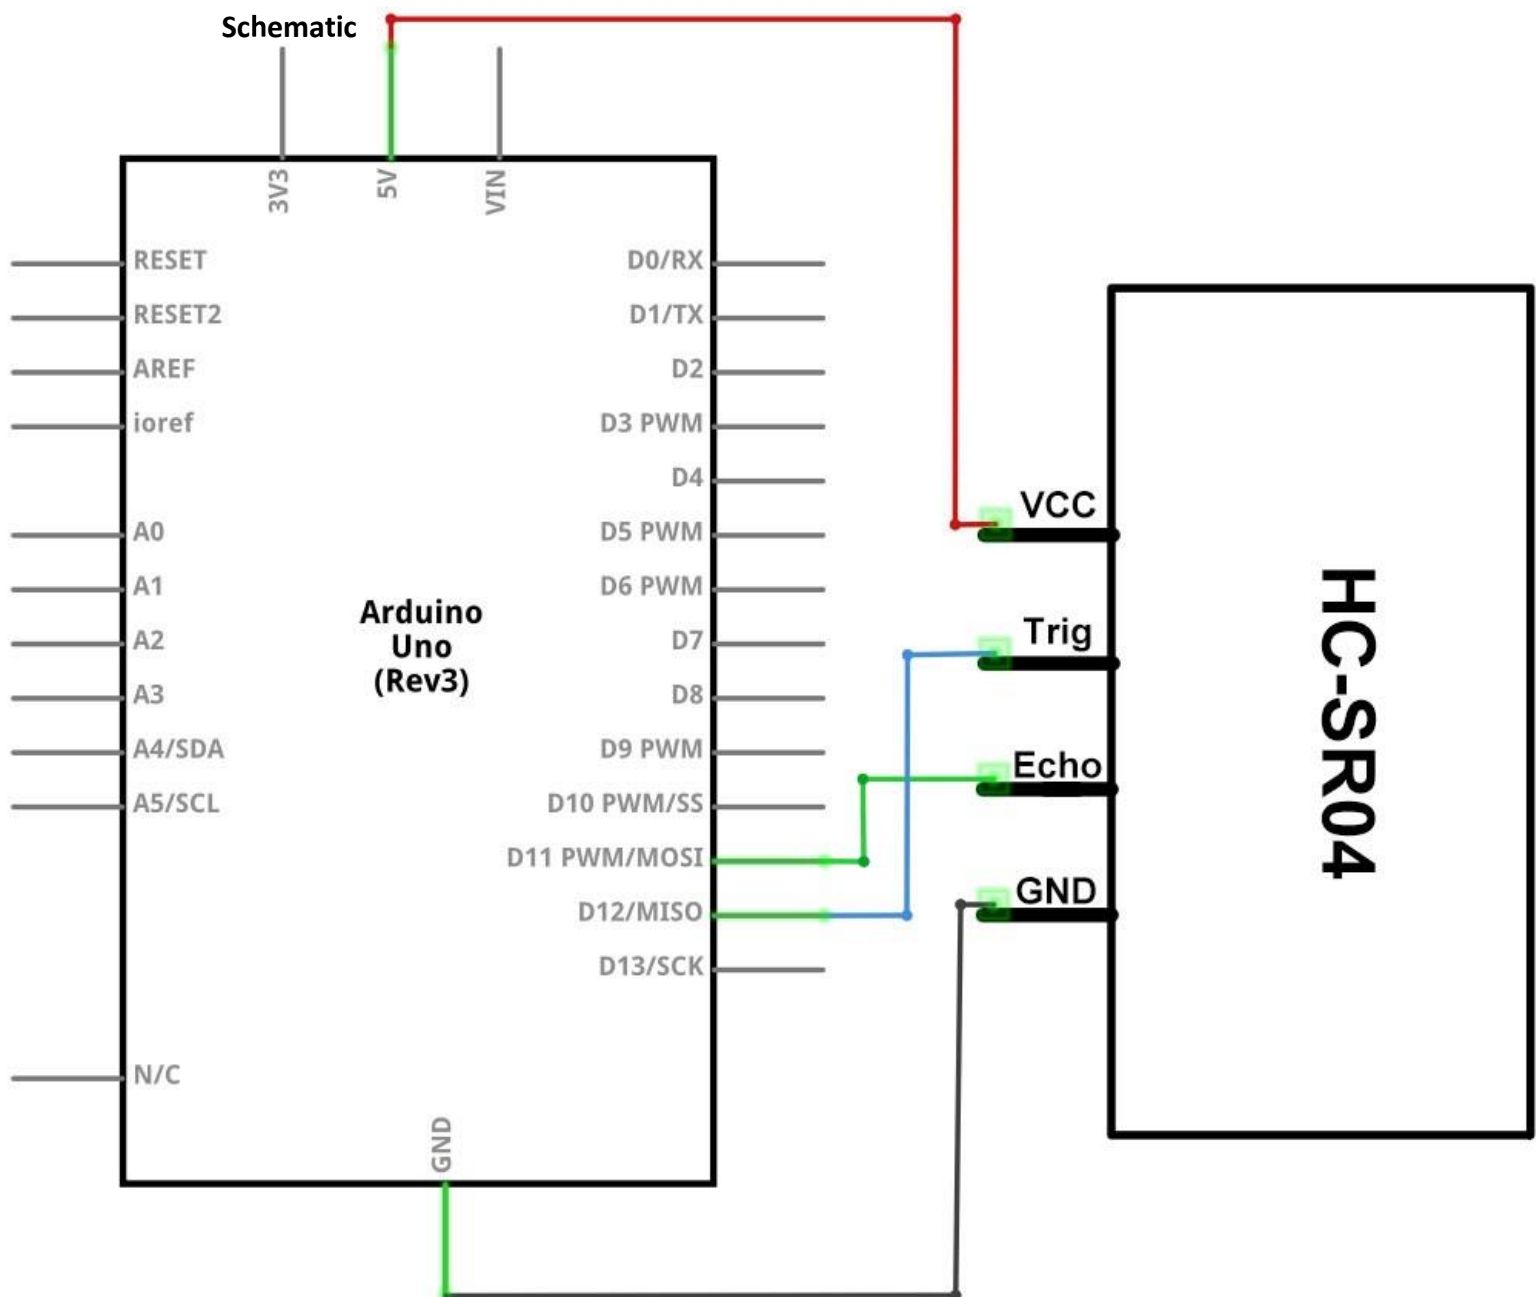 Schematic
3V3
5V
VIN
RESET
RESET2
AREF
ioref
A0
A1
A2
A3
A4/SDA
A5/SCL
N/C
Arduino
Uno
(Rev3)
D0/RX
D1/TX
D2
D3 PWM
D4
D5 PWM
D6 PWM
D7
D8
D9 PWM
D10 PWM/SS
D11 PWM/MOSI
D12/MISO
D13/SCK
GND
VCC
Trig
Echo
GND
HC-SR04